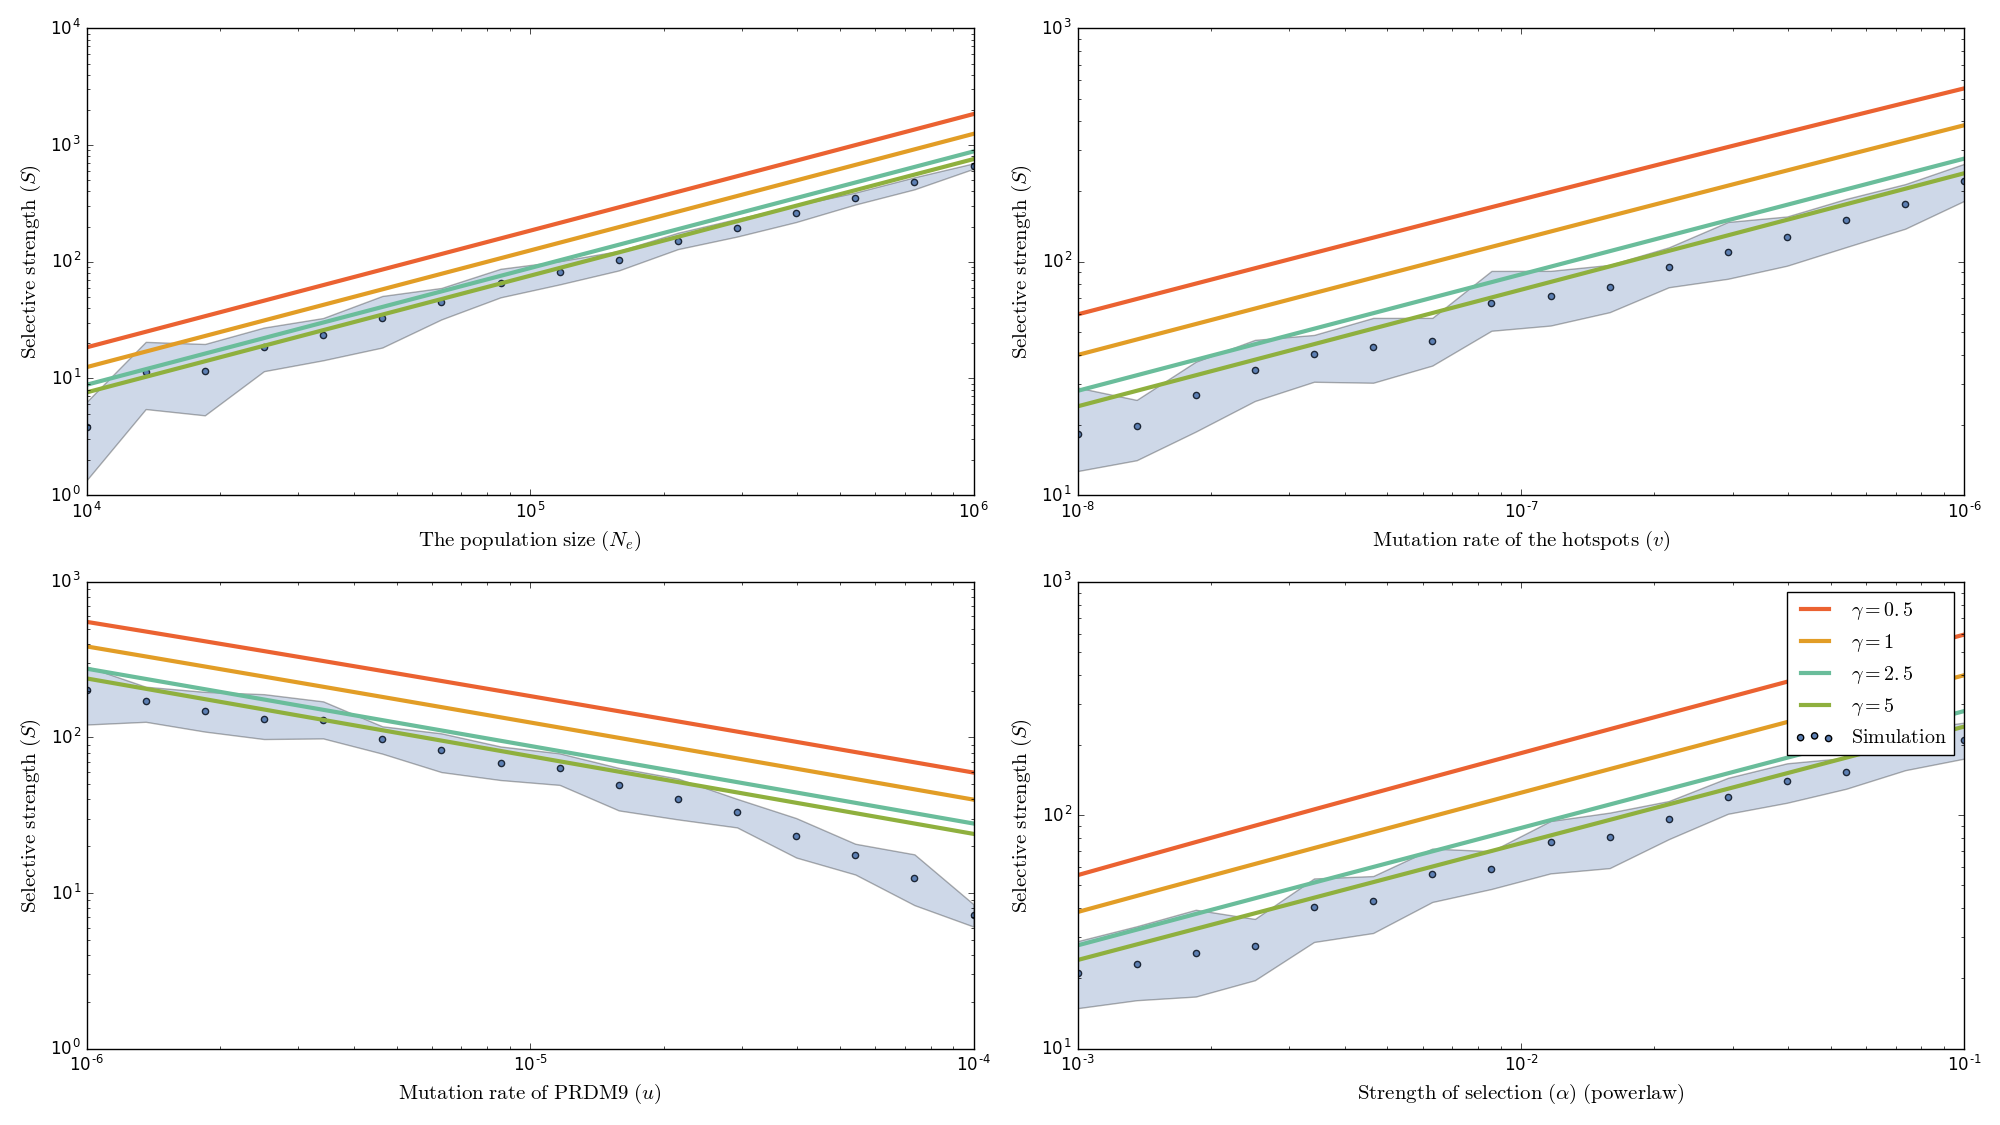 10^4
10^3
10^2
10^1
10^0
Selective strength (S)
10^4 10^5 10^6
The population size (N_e)
10^3
10^2
10^1
Selective strength (S)
10^-8 10^-7 10^-6
Mutation rate of the hotspots (v)
10^3
10^2
10^1
10^0
Selective strength (S)
10^-6 10^-5 10^-4
Mutation rate of PRDM9 (u)
10^3
10^2
10^1
Selective strength (S)
10^-3 10^-2 10^-1
Strength of selection (α) (powerlaw)
γ = 0.5
γ = 1
γ = 2.5
γ = 5
Simulation